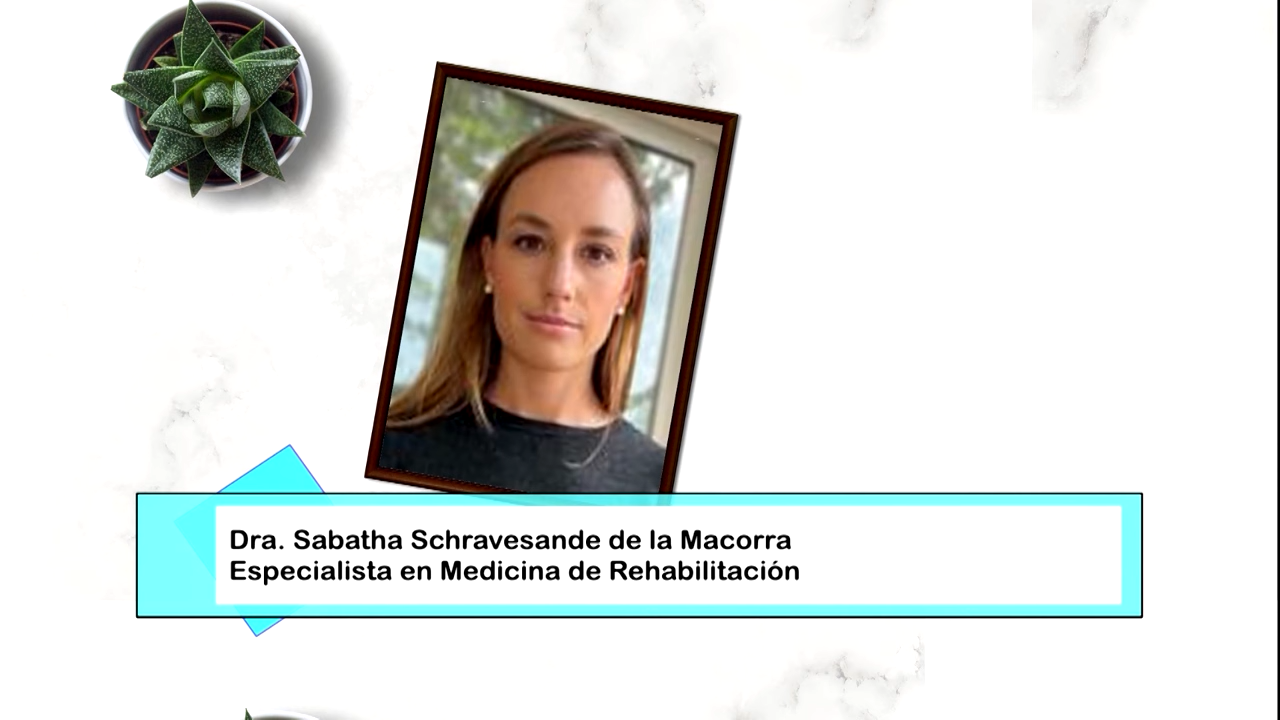 Dra. Sabatha Schravesande de la Macorra
Especialista en Medicina de Rehabilitación